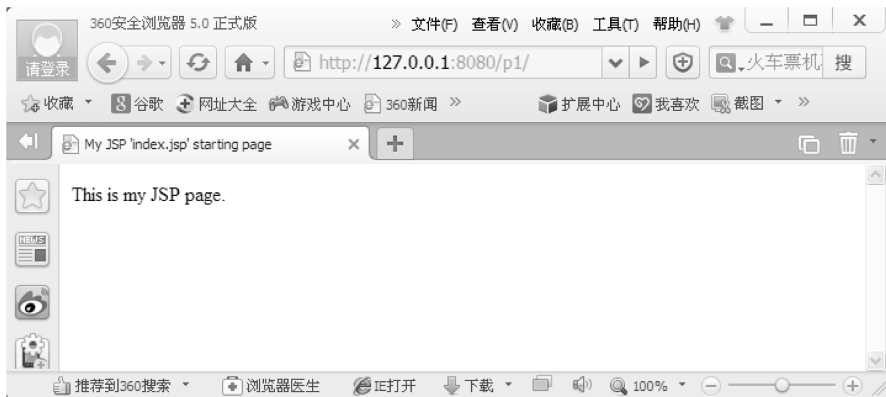 360安全浏览器 5.0 正式版 » 文件(F) 查看(V) 收藏(B) 工具(T) 帮助(H)
请登录 http://127.0.0.1:8080/p1/ 火车票机 搜
收藏 谷歌 网址大全 游戏中心 360新闻 » 扩展中心 我喜欢 截图 »
My JSP 'index.jsp' starting page
This is my JSP page.
NEWS
推荐到360搜索 浏览器医生 IE打开 下载 100%